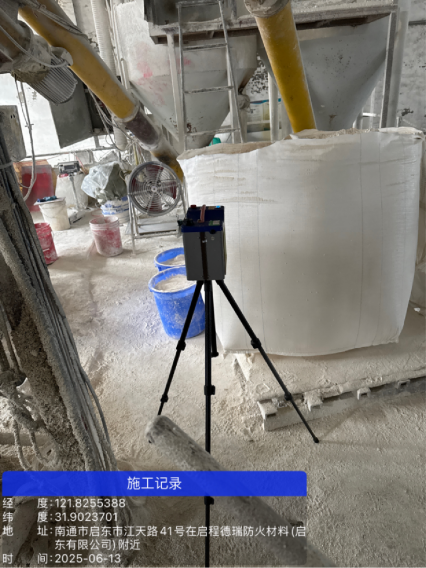 施工记录
经 度:121.8255388
纬 度:31.9023701
地 址:南通市启东市江天路41号在启程德瑞防火材料(启
东有限公司)附近
时 间:2025-06-13